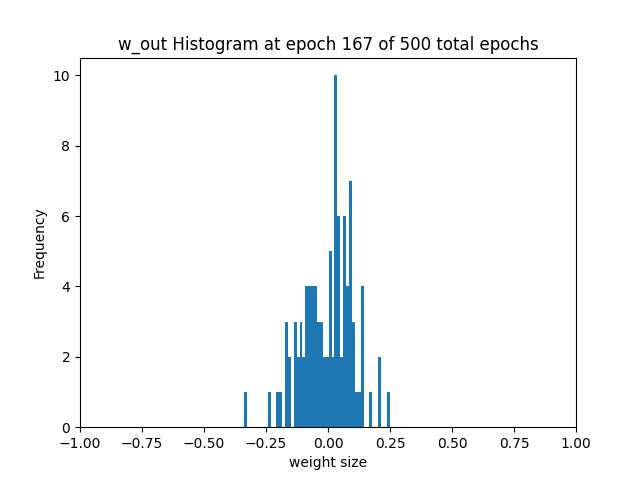 w_out Histogram at epoch 167 of 500 total epochs
Frequency
10
8
6
4
2
0
−1.00 −0.75 −0.50 −0.25 0.00 0.25 0.50 0.75 1.00
weight size